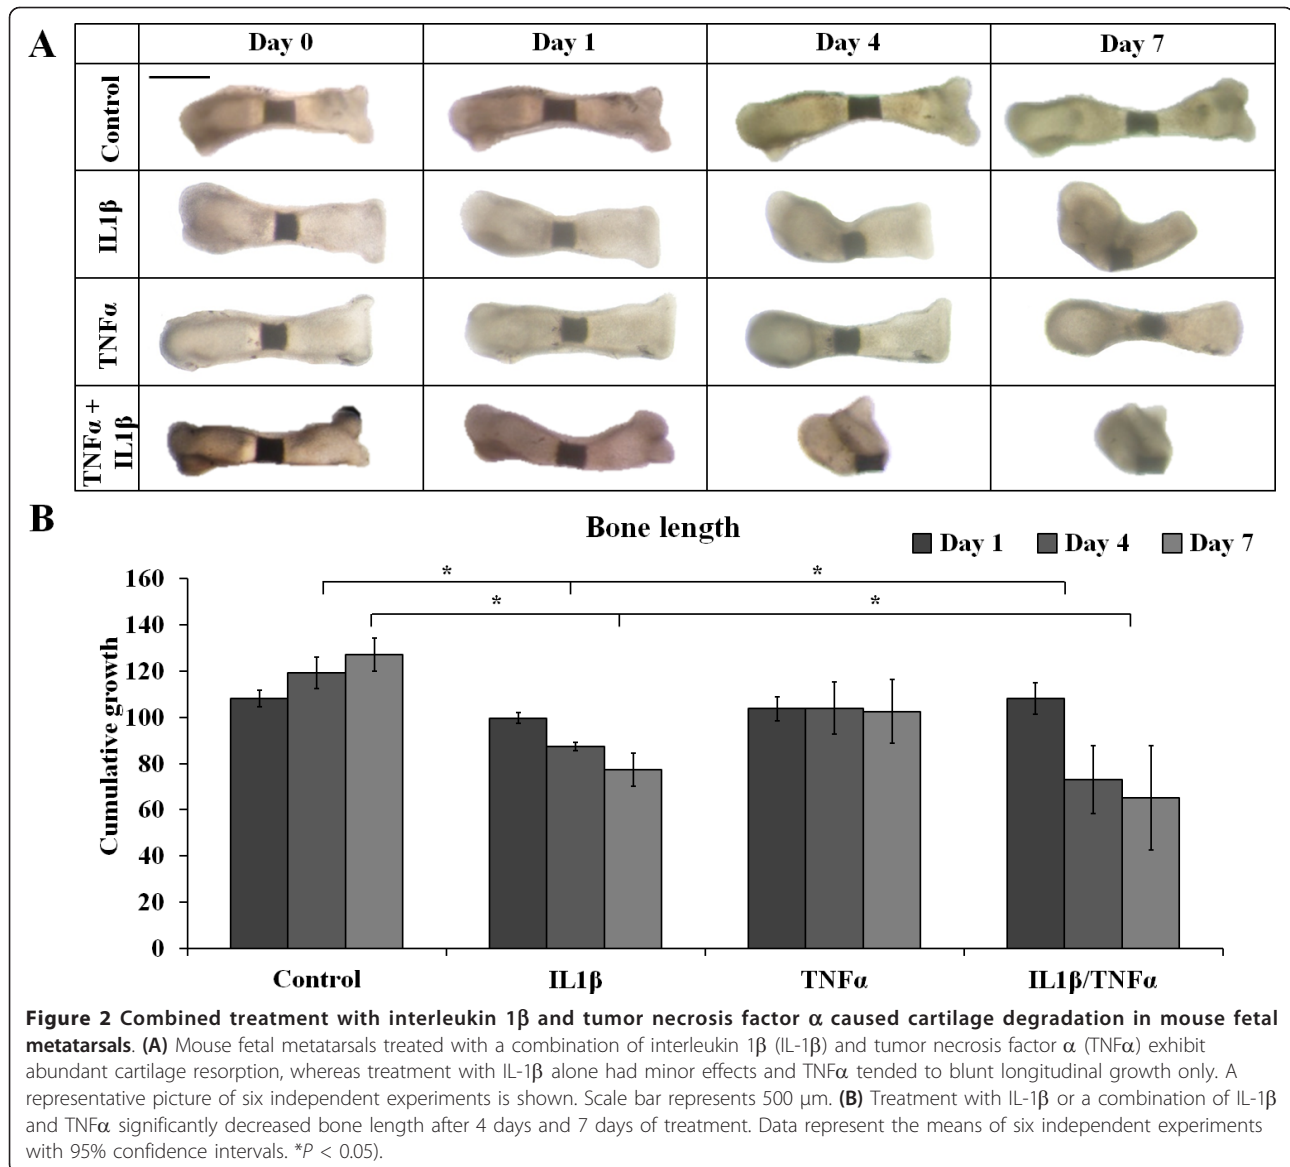 A
Day 0 Day 1 Day 4 Day 7
Control
IL1β
TNFα
TNFα +
IL1β
B
Bone length
Day 1 Day 4 Day 7
Cumulative growth
160
140
120
100
80
60
40
20
0
* *
* *
Control IL1β TNFα IL1β/TNFα
Figure 2 Combined treatment with interleukin 1β and tumor necrosis factor α caused cartilage degradation in mouse fetal
metatarsals. (A) Mouse fetal metatarsals treated with a combination of interleukin 1β (IL-1β) and tumor necrosis factor α (TNFα) exhibit
abundant cartilage resorption, whereas treatment with IL-1β alone had minor effects and TNFα tended to blunt longitudinal growth only. A
representative picture of six independent experiments is shown. Scale bar represents 500 μm. (B) Treatment with IL-1β or a combination of IL-1β
and TNFα significantly decreased bone length after 4 days and 7 days of treatment. Data represent the means of six independent experiments
with 95% confidence intervals. *P < 0.05).